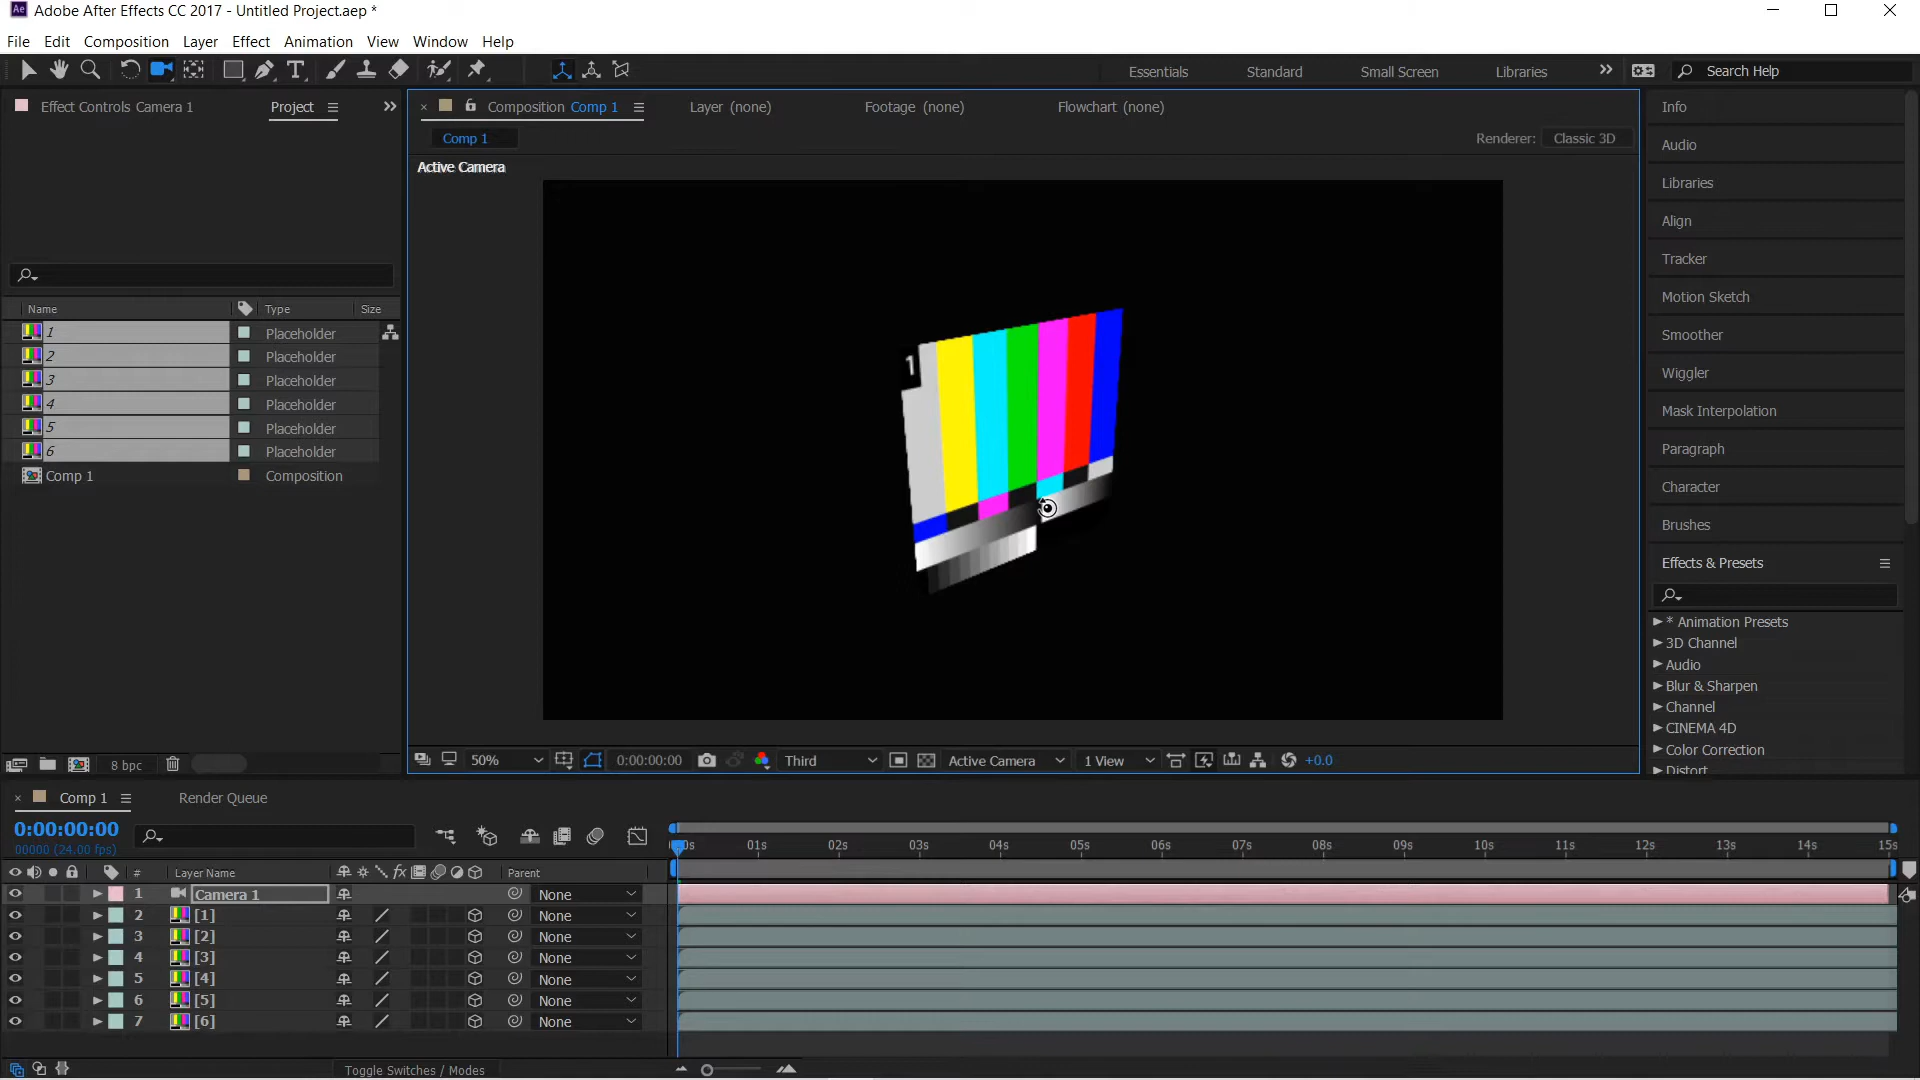 Ae Adobe After Effects CC 2017 - Untitled Project.aep *
File Edit Composition Layer Effect Animation View Window Help
Essentials Standard Small Screen Libraries Search Help
Effect Controls Camera 1 Project Composition Comp 1 Layer (none) Footage (none) Flowchart (none) Info
Comp 1 Renderer: Classic 3D Audio
Active Camera
Libraries
Align
Tracker
Motion Sketch
Name Type Size
1 Placeholder Smoother
2 Placeholder
1
3 Placeholder Wiggler
4 Placeholder Mask Interpolation
5 Placeholder
6 Placeholder Paragraph
Comp 1 Composition Character
Brushes
Effects & Presets
* Animation Presets
3D Channel
Audio
Blur & Sharpen
Channel
CINEMA 4D
Color Correction
Distort
8 bpc 50% 0:00:00:00 Third Active Camera 1 View +0.0
Comp 1 Render Queue
0:00:00:00
00000 (24.00 fps)
01s 02s 03s 04s 05s 06s 07s 08s 09s 10s 11s 12s 13s 14s 15s
# Layer Name fx Parent
1 Camera 1 None
2 [1] None
3 [2] None
4 [3] None
5 [4] None
6 [5] None
7 [6] None
Toggle Switches / Modes